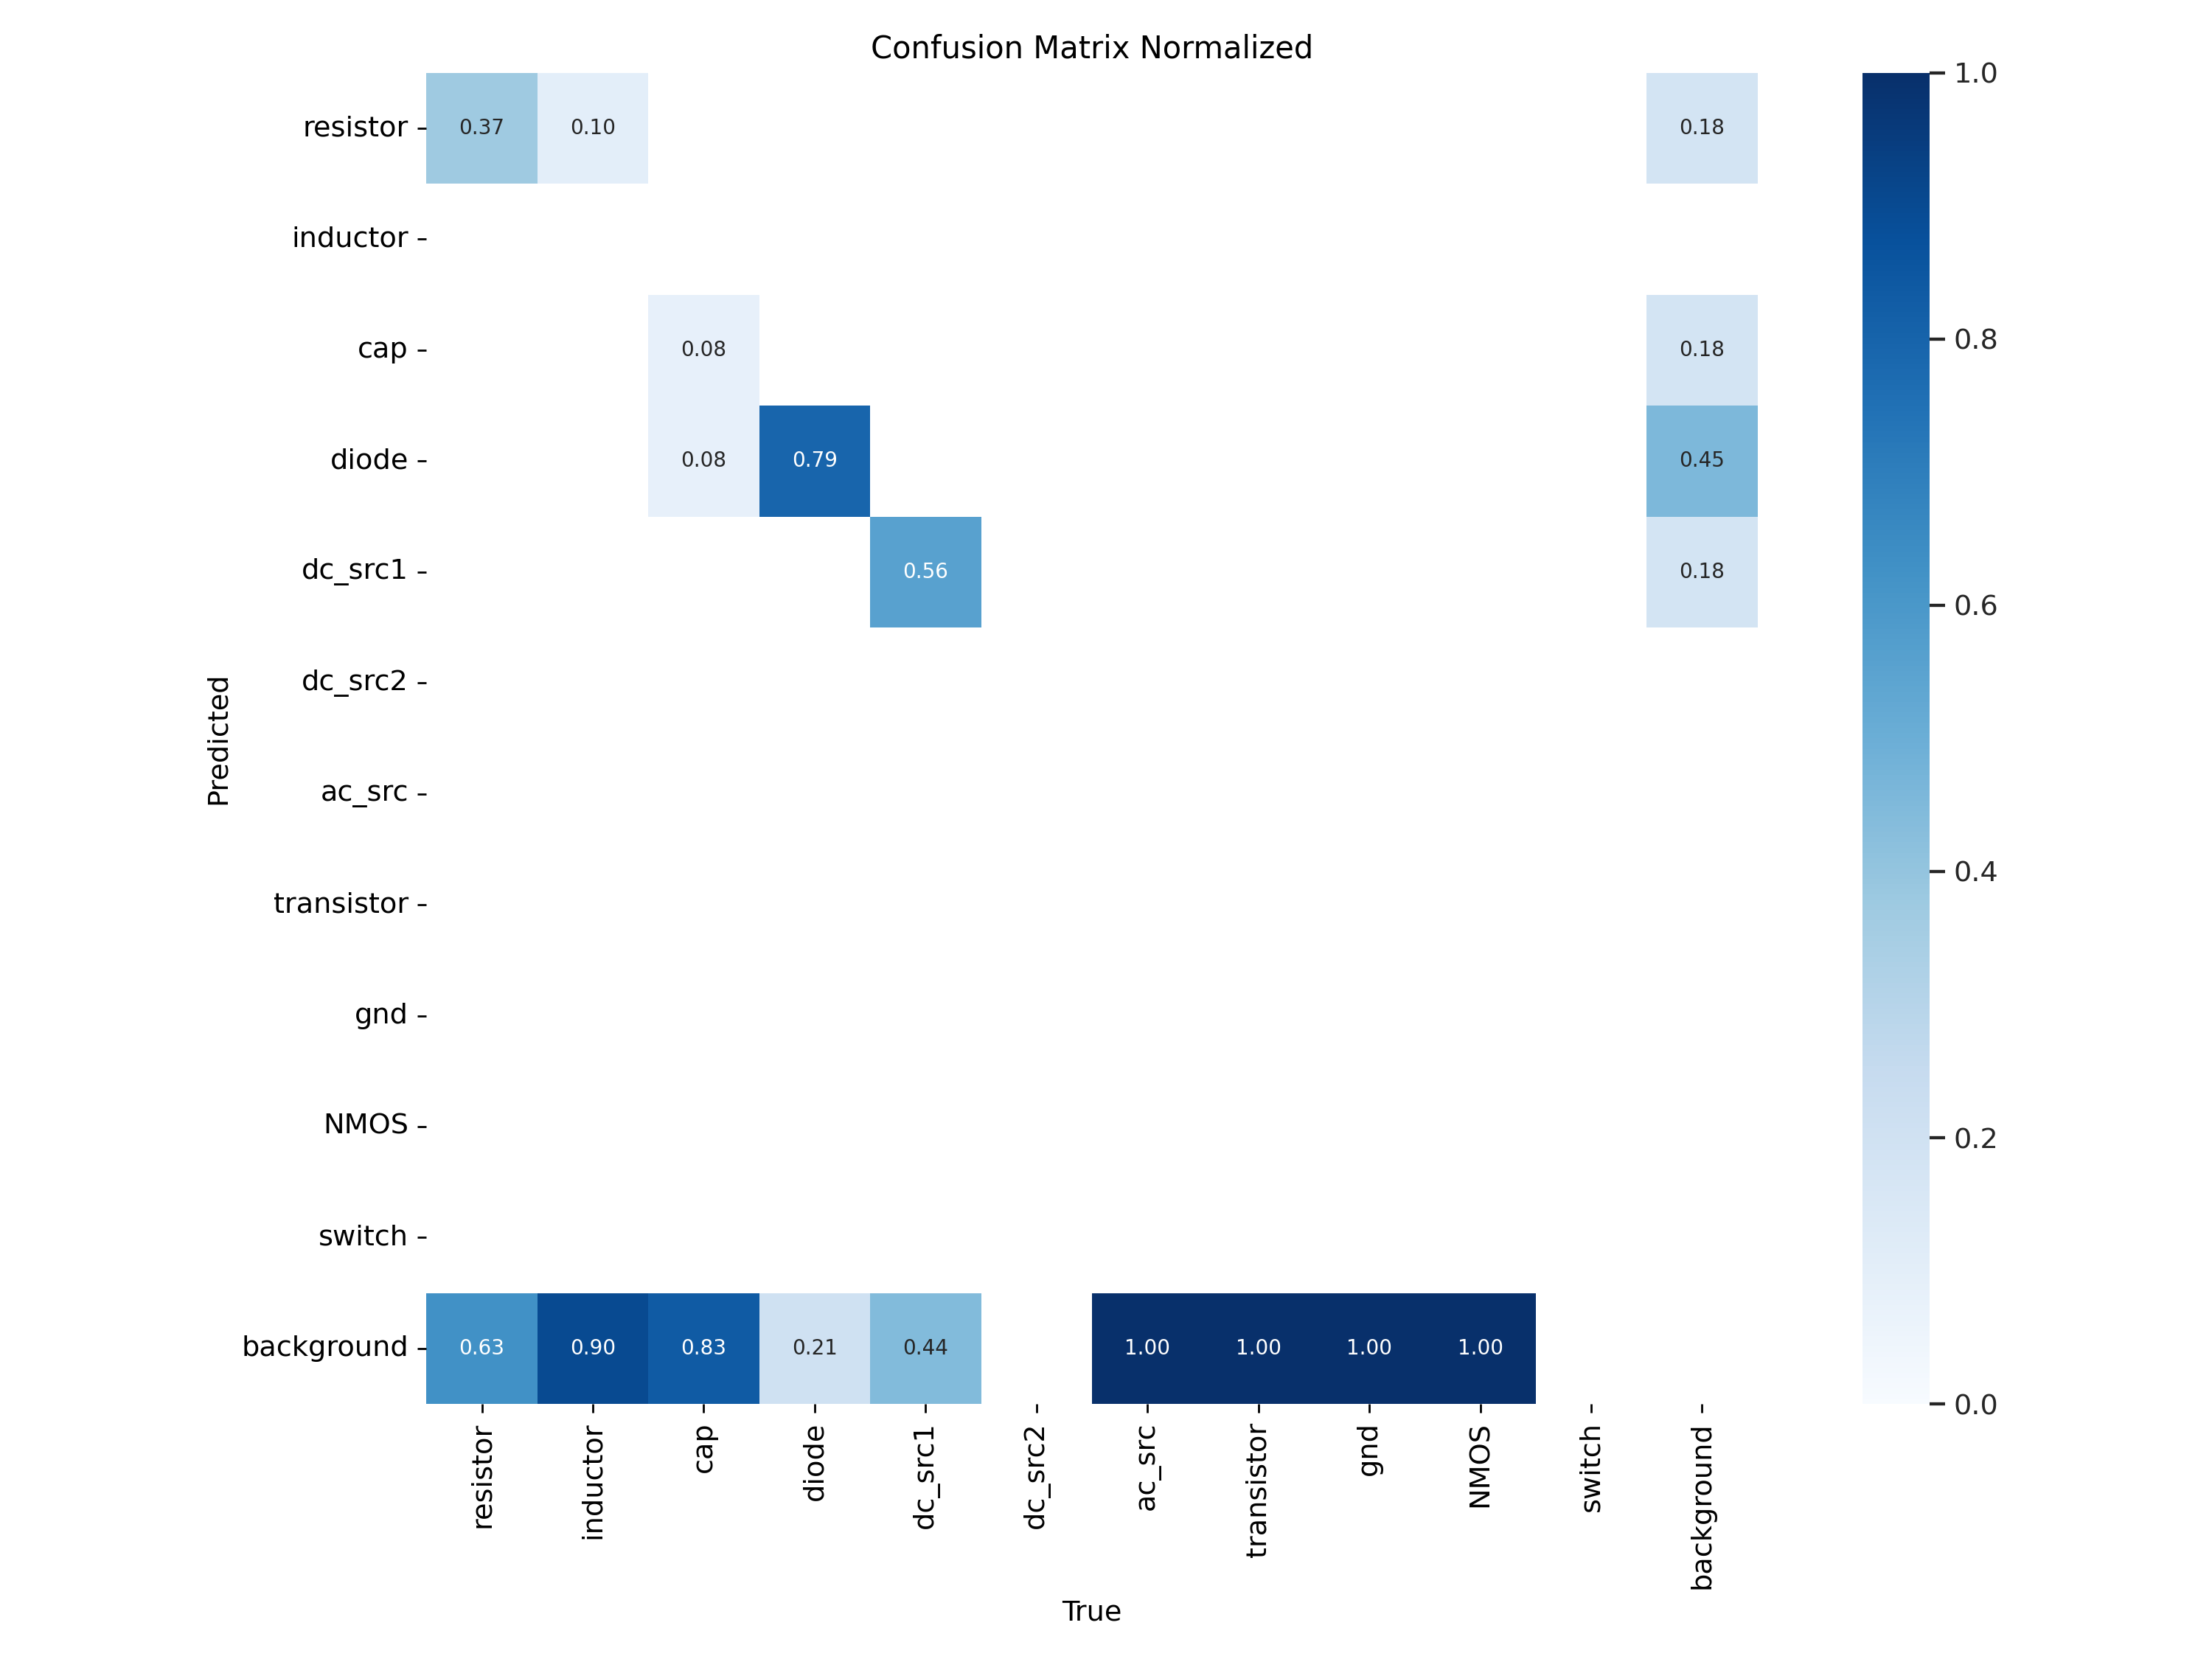 Confusion Matrix Normalized
resistor
0.37 0.10 0.18
inductor
cap
0.08 0.18
diode
0.08 0.79 0.45
dc_src1
0.56 0.18
dc_src2
ac_src
transistor
gnd
NMOS
switch
background
0.63 0.90 0.83 0.21 0.44 1.00 1.00 1.00 1.00
Predicted
resistor inductor cap diode dc_src1 dc_src2 ac_src transistor gnd NMOS switch background
True
1.0
0.8
0.6
0.4
0.2
0.0